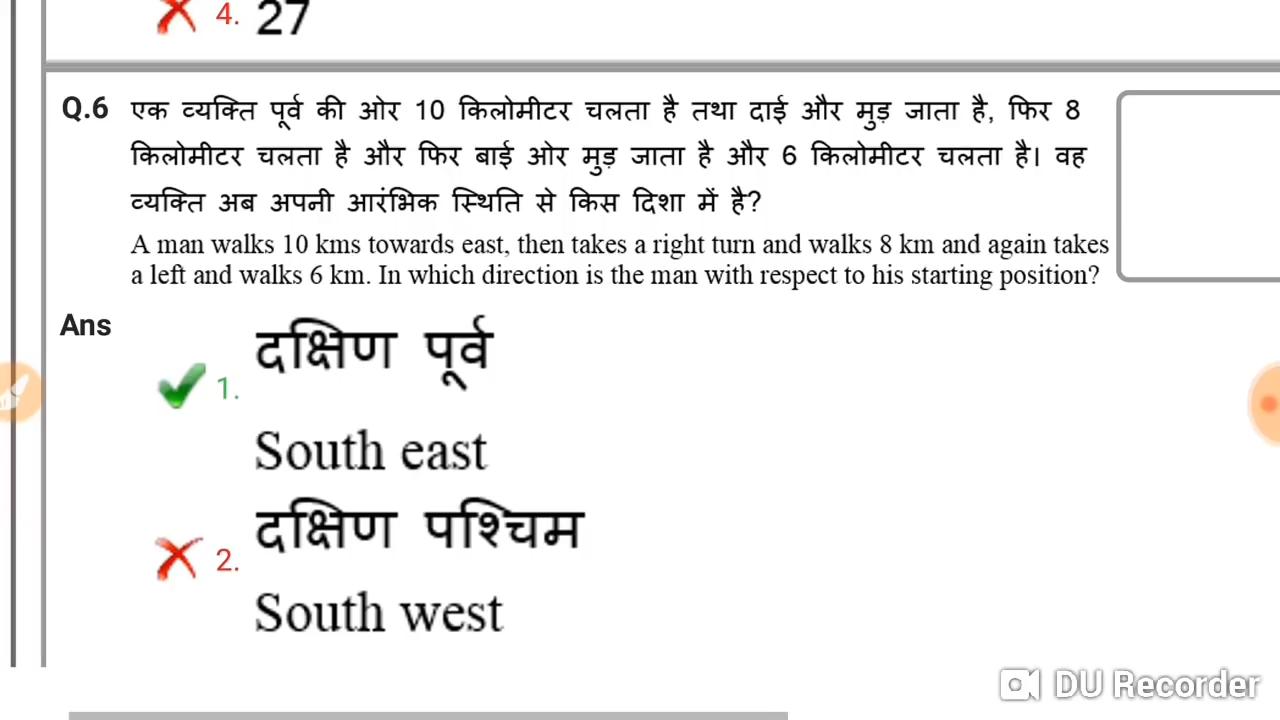 4. 27
Q.6 एक व्यक्ति पूर्व की ओर 10 किलोमीटर चलता है तथा दाई और मुड़ जाता है, फिर 8
किलोमीटर चलता है और फिर बाई ओर मुड़ जाता है और 6 किलोमीटर चलता है। वह
व्यक्ति अब अपनी आरंभिक स्थिति से किस दिशा में है?
A man walks 10 kms towards east, then takes a right turn and walks 8 km and again takes
a left and walks 6 km. In which direction is the man with respect to his starting position?
Ans
दक्षिण पूर्व
1.
South east
दक्षिण पश्चिम
2.
South west
DU Recorder